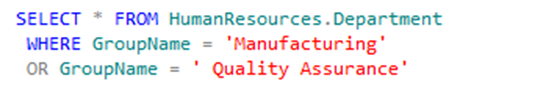 SELECT * FROM HumanResources.Department
WHERE GroupName = 'Manufacturing'
OR GroupName = ' Quality Assurance'